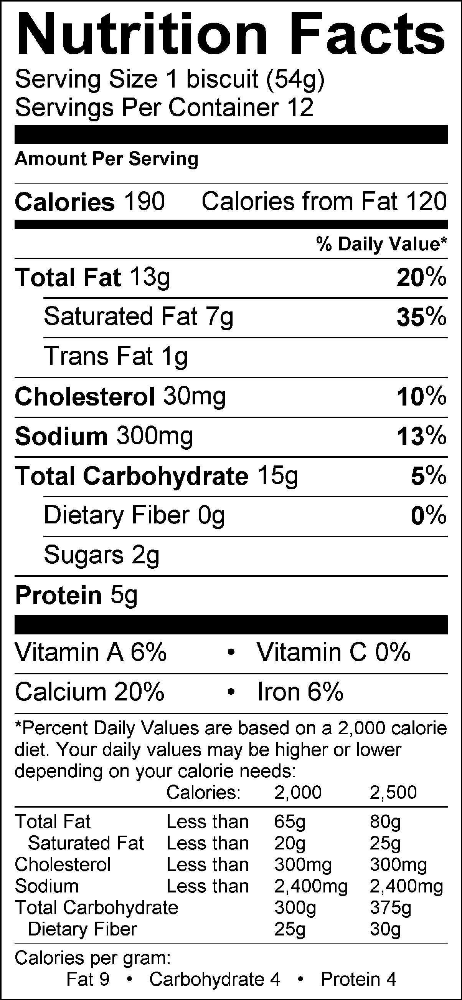 Nutrition Facts
Serving Size 1 biscuit (54g)
Servings Per Container 12
Amount Per Serving
Calories 190 Calories from Fat 120
% Daily Value*
Total Fat 13g 20%
Saturated Fat 7g 35%
Trans Fat 1g
Cholesterol 30mg 10%
Sodium 300mg 13%
Total Carbohydrate 15g 5%
Dietary Fiber 0g 0%
Sugars 2g
Protein 5g
Vitamin A 6% • Vitamin C 0%
Calcium 20% • Iron 6%
*Percent Daily Values are based on a 2,000 calorie
diet. Your daily values may be higher or lower
depending on your calorie needs:
Calories: 2,000 2,500
Total Fat Less than 65g 80g
Saturated Fat Less than 20g 25g
Cholesterol Less than 300mg 300mg
Sodium Less than 2,400mg 2,400mg
Total Carbohydrate 300g 375g
Dietary Fiber 25g 30g
Calories per gram:
Fat 9 • Carbohydrate 4 • Protein 4